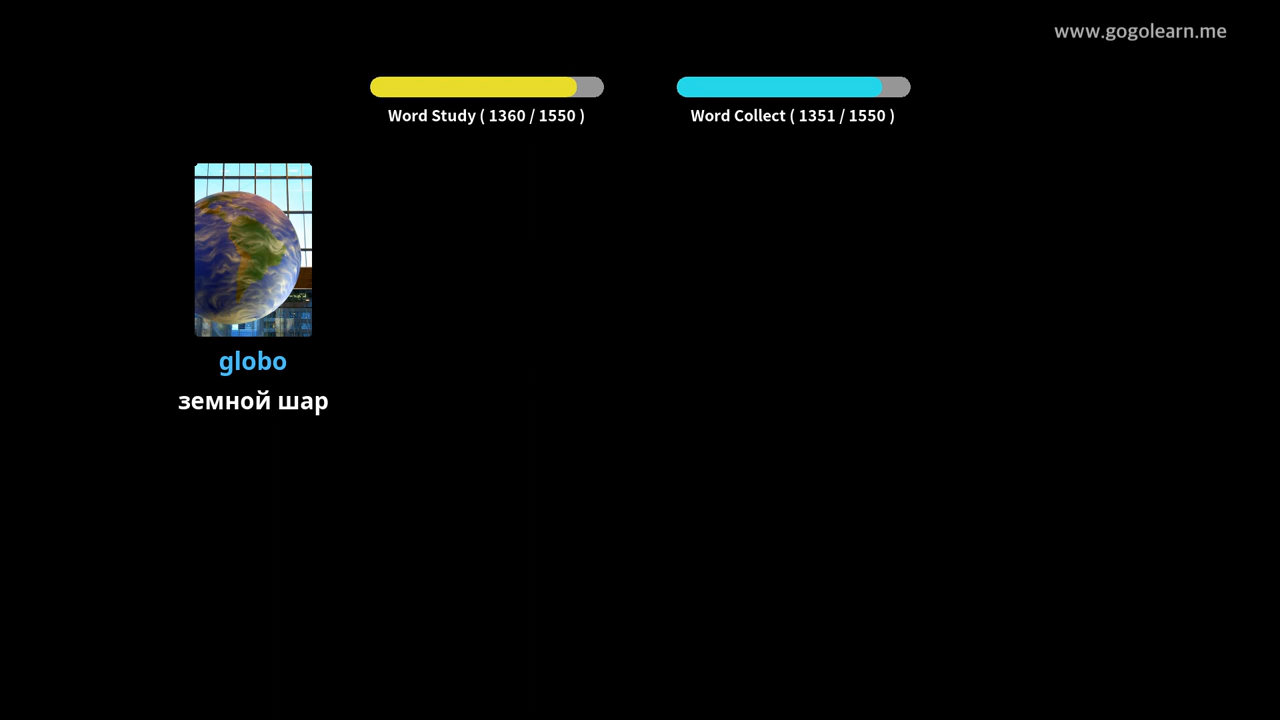 www.gogolearn.me
Word Study ( 1360 / 1550 )
Word Collect ( 1351 / 1550 )
globo
земной шар